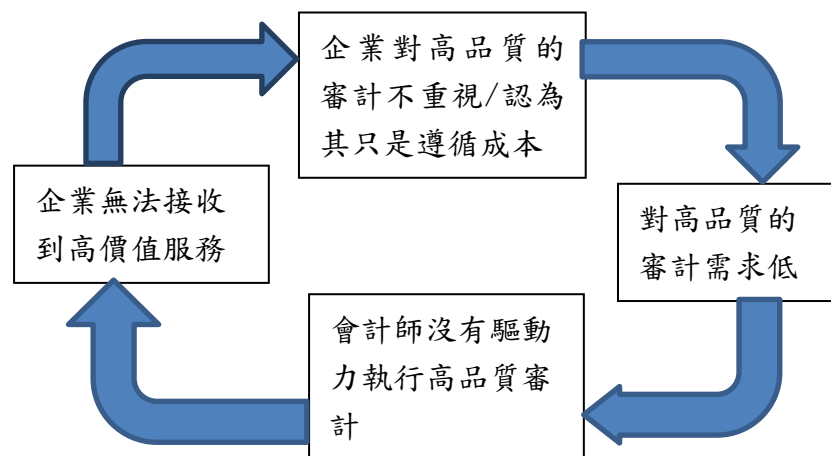 企業對高品質的
審計不重視/認為
其只是遵循成本
對高品質的
審計需求低
會計師沒有驅動
力執行高品質審
計
企業無法接收
到高價值服務